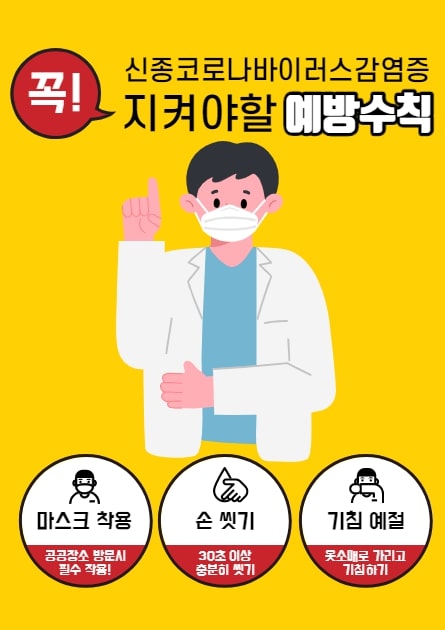 꼭!
신종코로나바이러스감염증
지켜야할 예방수칙
마스크 착용
공공장소 방문시
필수 착용!
손 씻기
30초 이상
충분히 씻기
기침 예절
옷소매로 가리고
기침하기